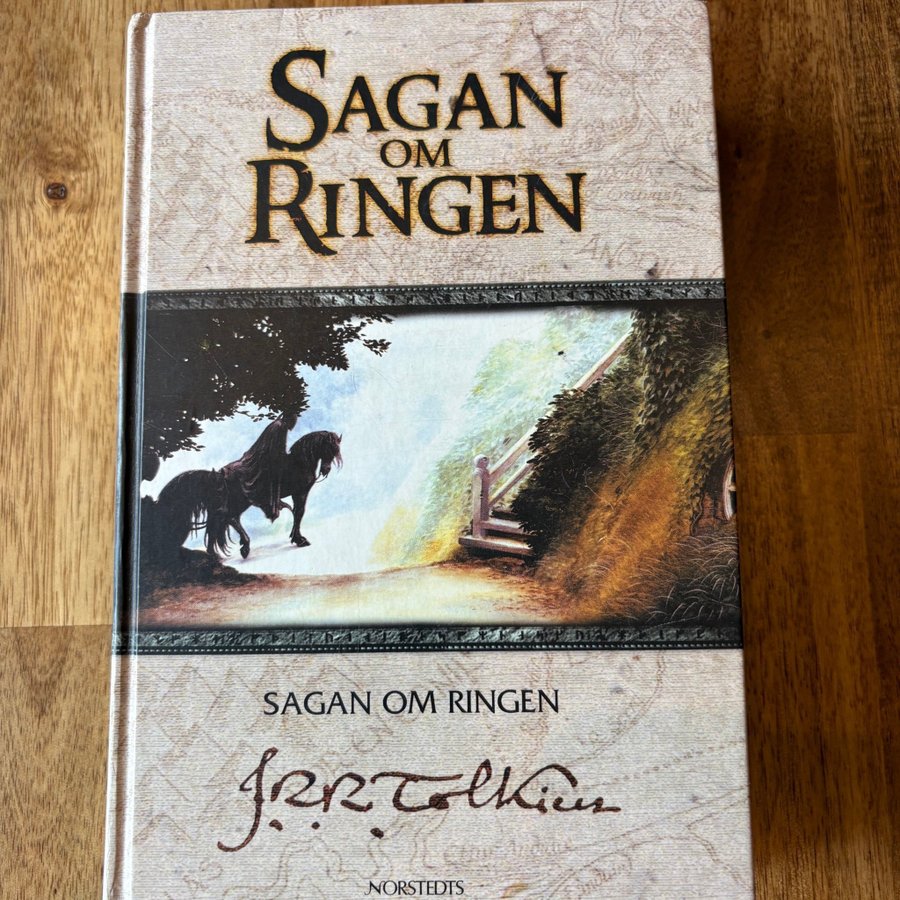 SAGAN
OM
RINGEN
SAGAN OM RINGEN
J.R.R. Tolkien
NORSTEDTS